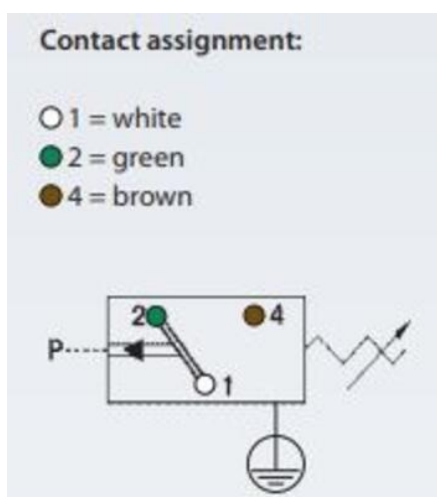 Contact assignment:
1 = white
2 = green
4 = brown
2 4
P
1